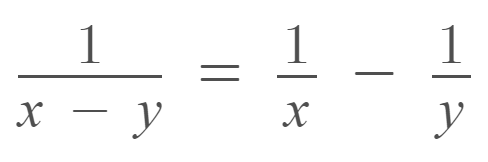 1/(x − y) = 1/x − 1/y